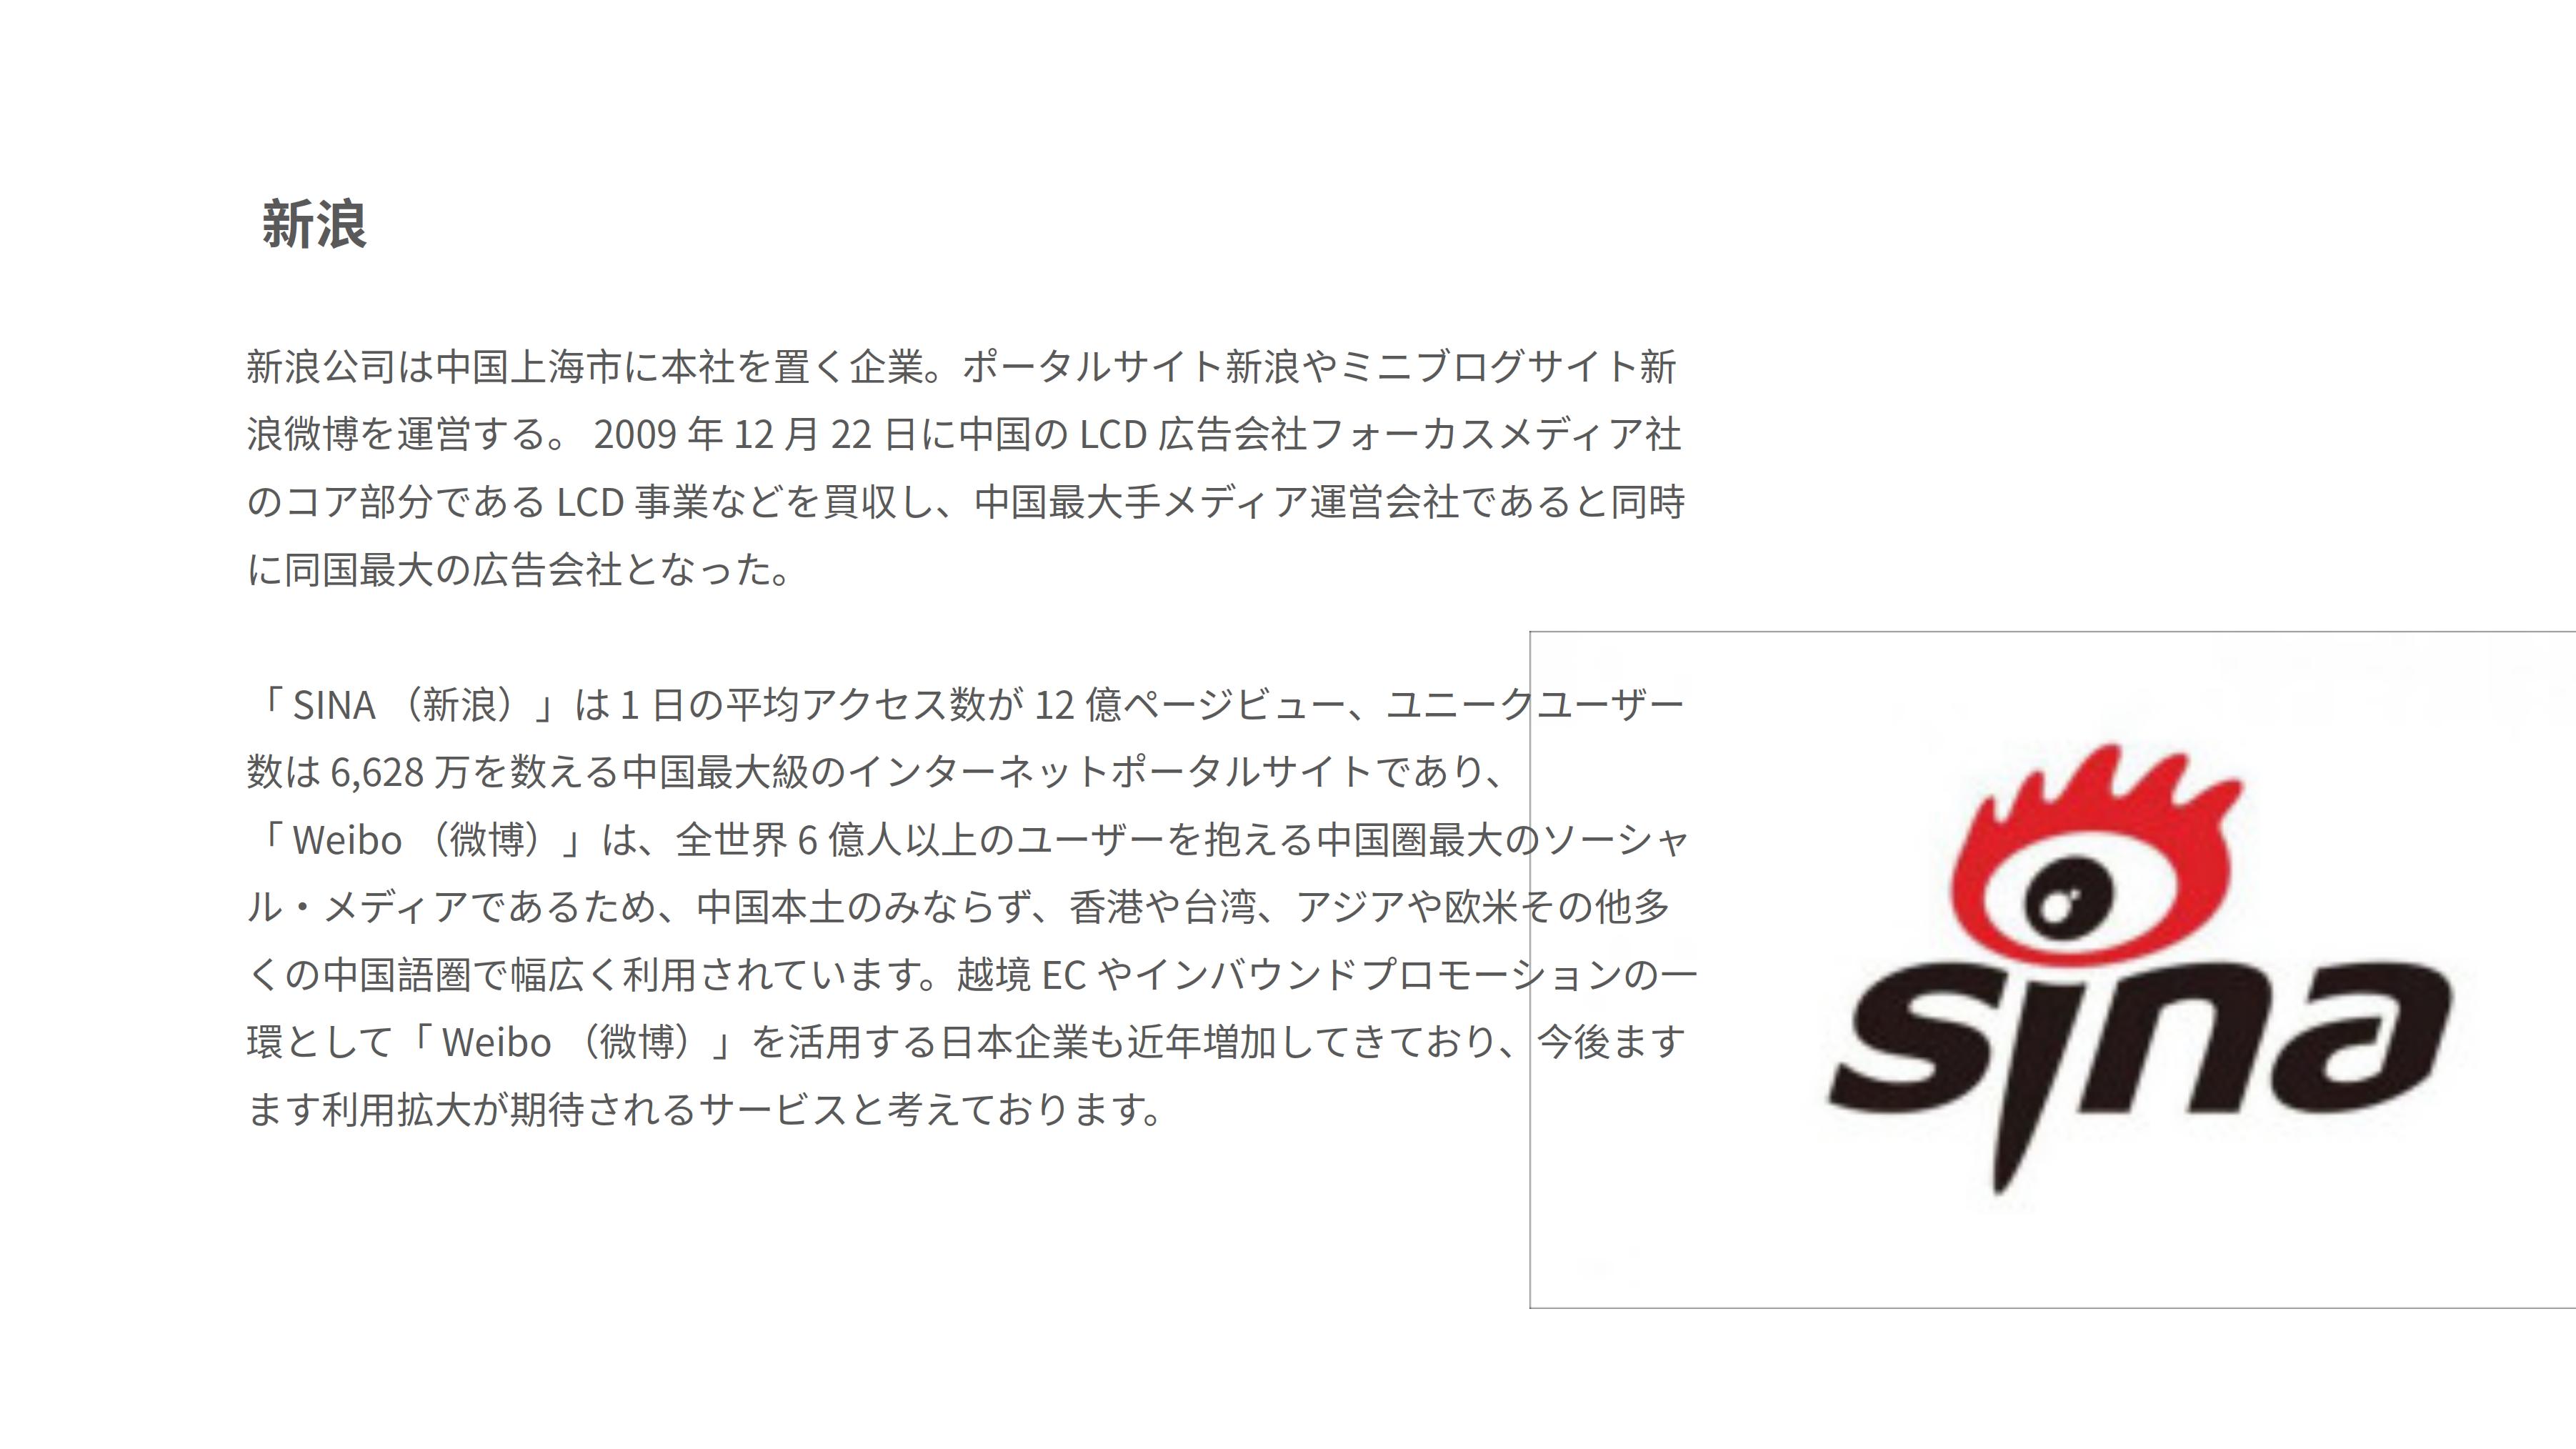 新浪
新浪公司は中国上海市に本社を置く企業。ポータルサイト新浪やミニブログサイト新
浪微博を運営する。 2009 年 12 月 22 日に中国の LCD 広告会社フォーカスメディア社
のコア部分である LCD 事業などを買収し、中国最大手メディア運営会社であると同時
に同国最大の広告会社となった。
「 SINA （新浪）」は 1 日の平均アクセス数が 12 億ページビュー、ユニークユーザー
数は 6,628 万を数える中国最大級のインターネットポータルサイトであり、
「 Weibo （微博）」は、全世界 6 億人以上のユーザーを抱える中国圏最大のソーシャ
ル・メディアであるため、中国本土のみならず、香港や台湾、アジアや欧米その他多
くの中国語圏で幅広く利用されています。越境 EC やインバウンドプロモーションの一
環として「 Weibo （微博）」を活用する日本企業も近年増加してきており、今後ます
ます利用拡大が期待されるサービスと考えております。
sina